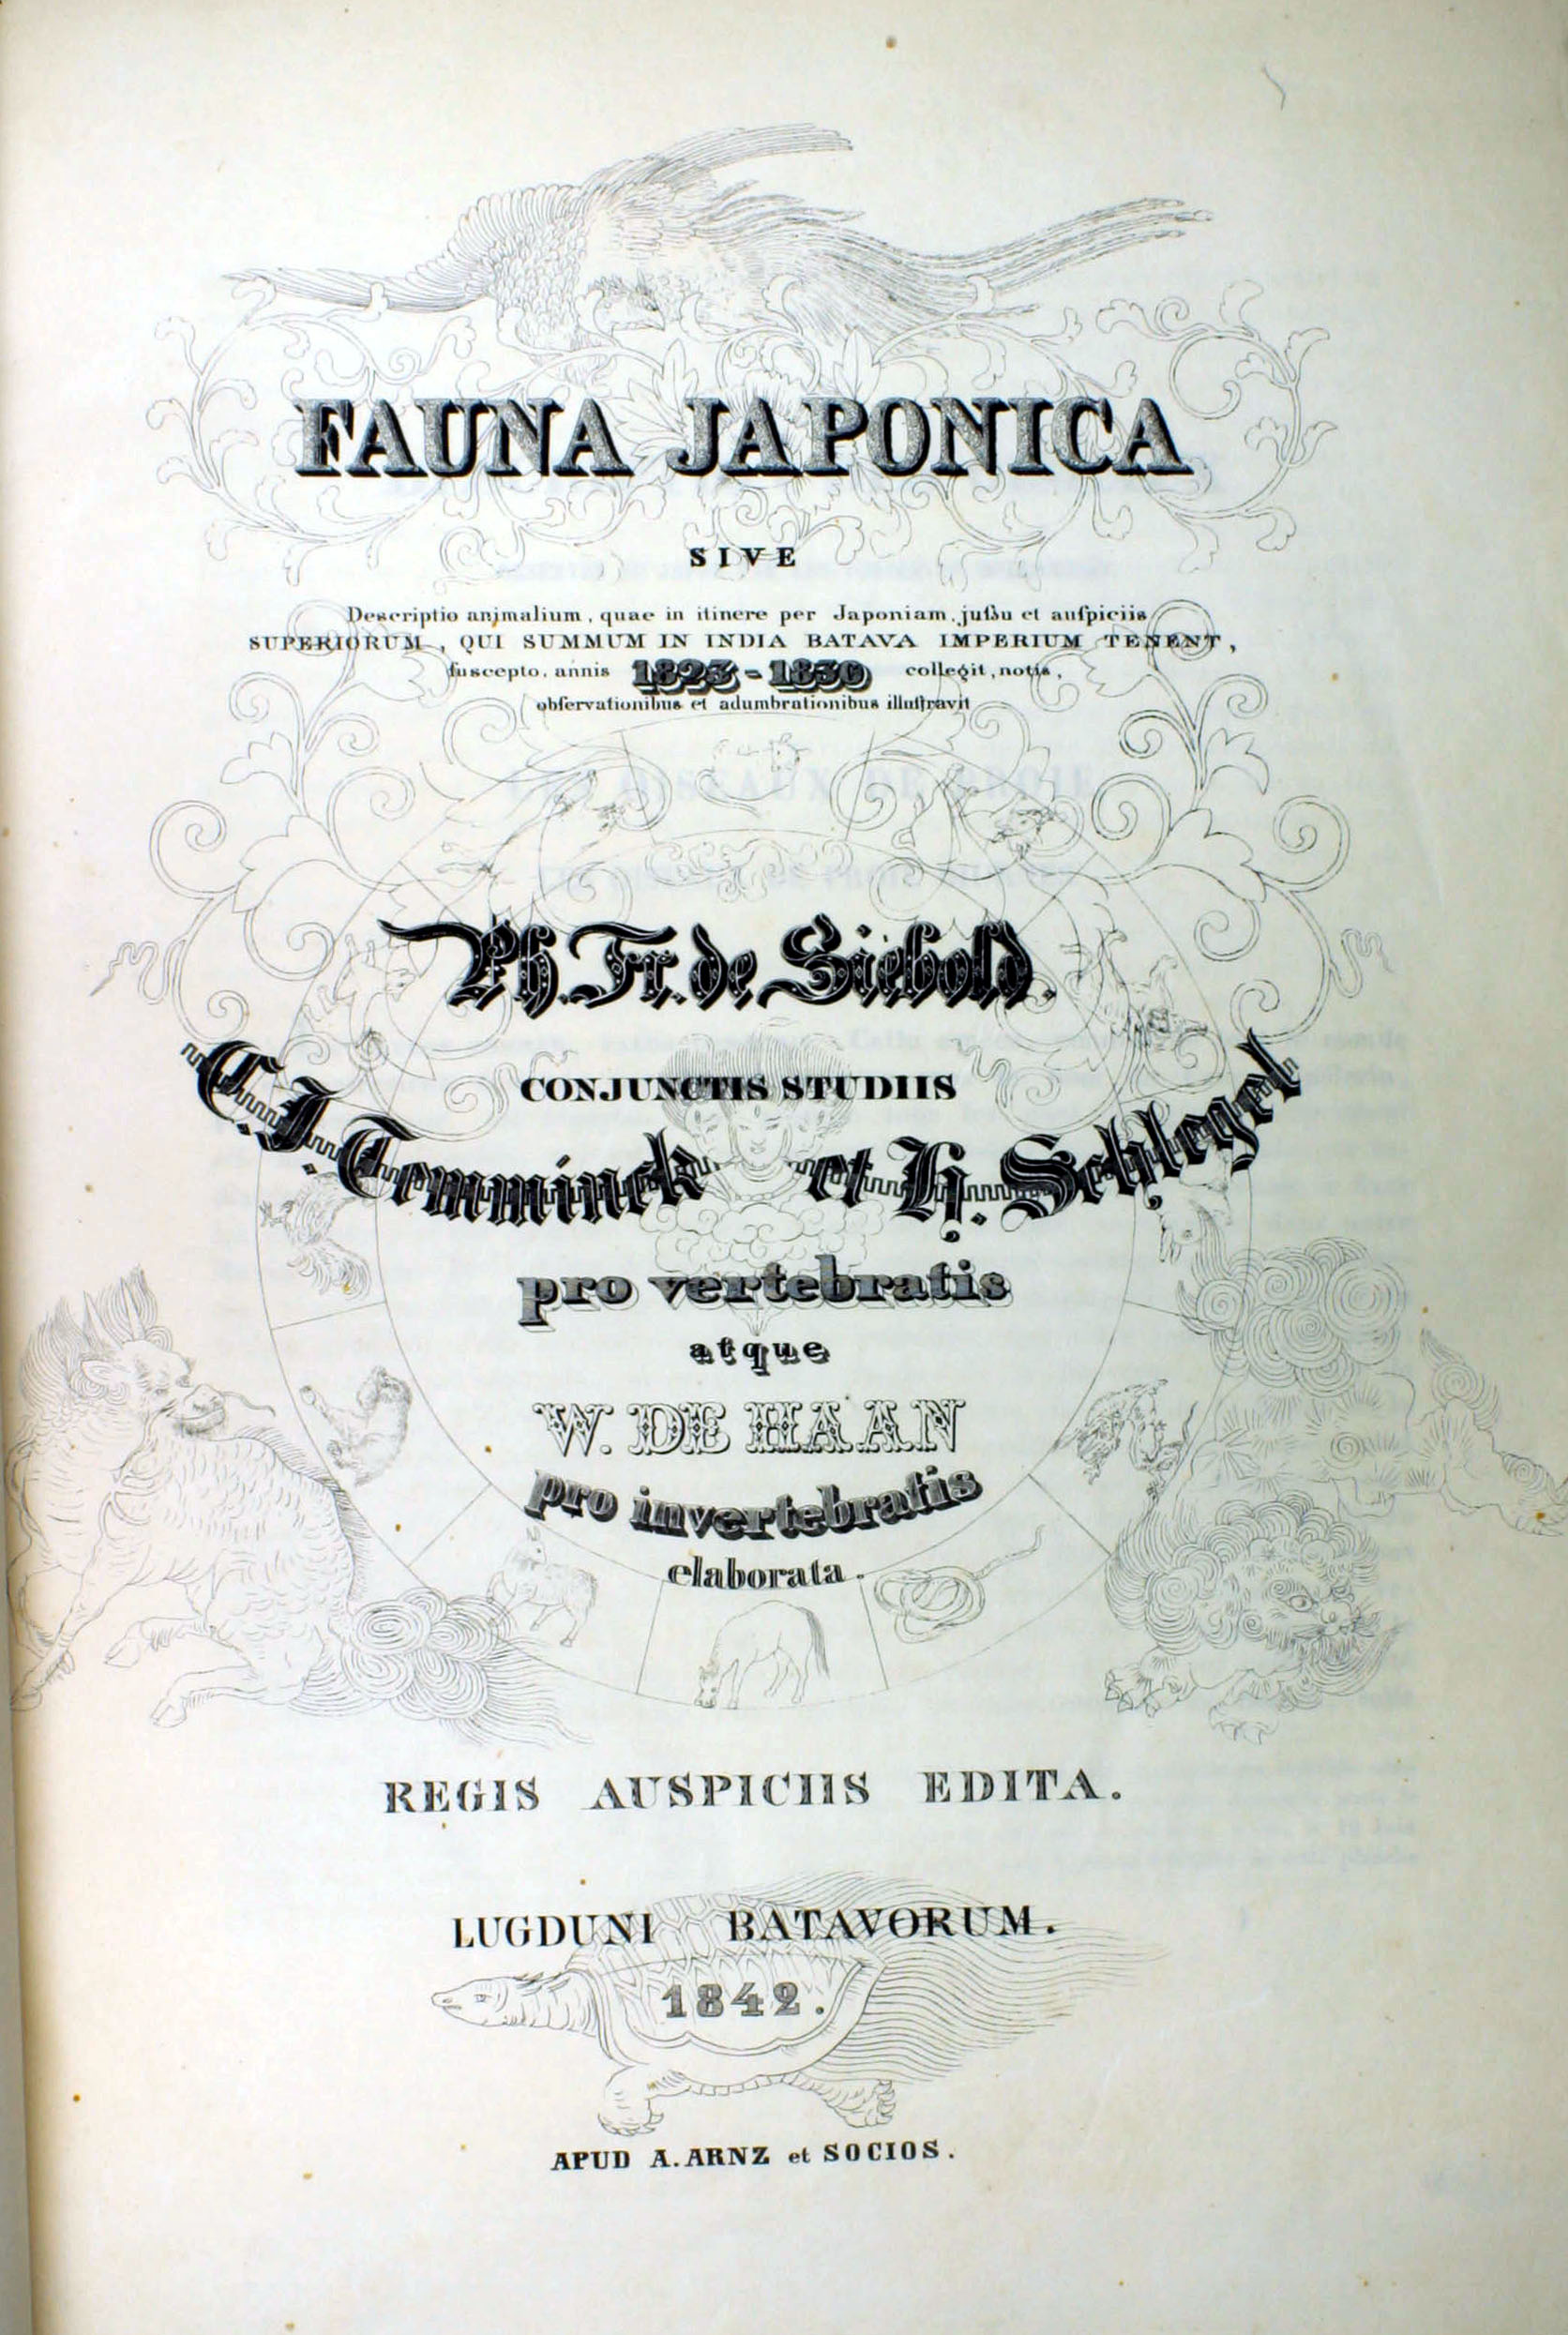 FAUNA JAPONICA
SIVE
Descriptio animalium, quae in itinere per Japoniam, juſsu et auſpiciis
SUPERIORUM, QUI SUMMUM IN INDIA BATAVA IMPERIUM TENENT,
ſuscepto, annis 1823-1830 collegit, notis,
obſervationibus et adumbrationibus illuſtravit
Ph. Fr. de Siebold.
CONJUNCTIS STUDIIS
C. J. Temminck et H. Schlegel
pro vertebratis
atque
W. DE HAAN
pro invertebratis
elaborata.
REGIS AUSPICIIS EDITA.
LUGDUNI BATAVORUM.
1842.
APUD A. ARNZ et SOCIOS.